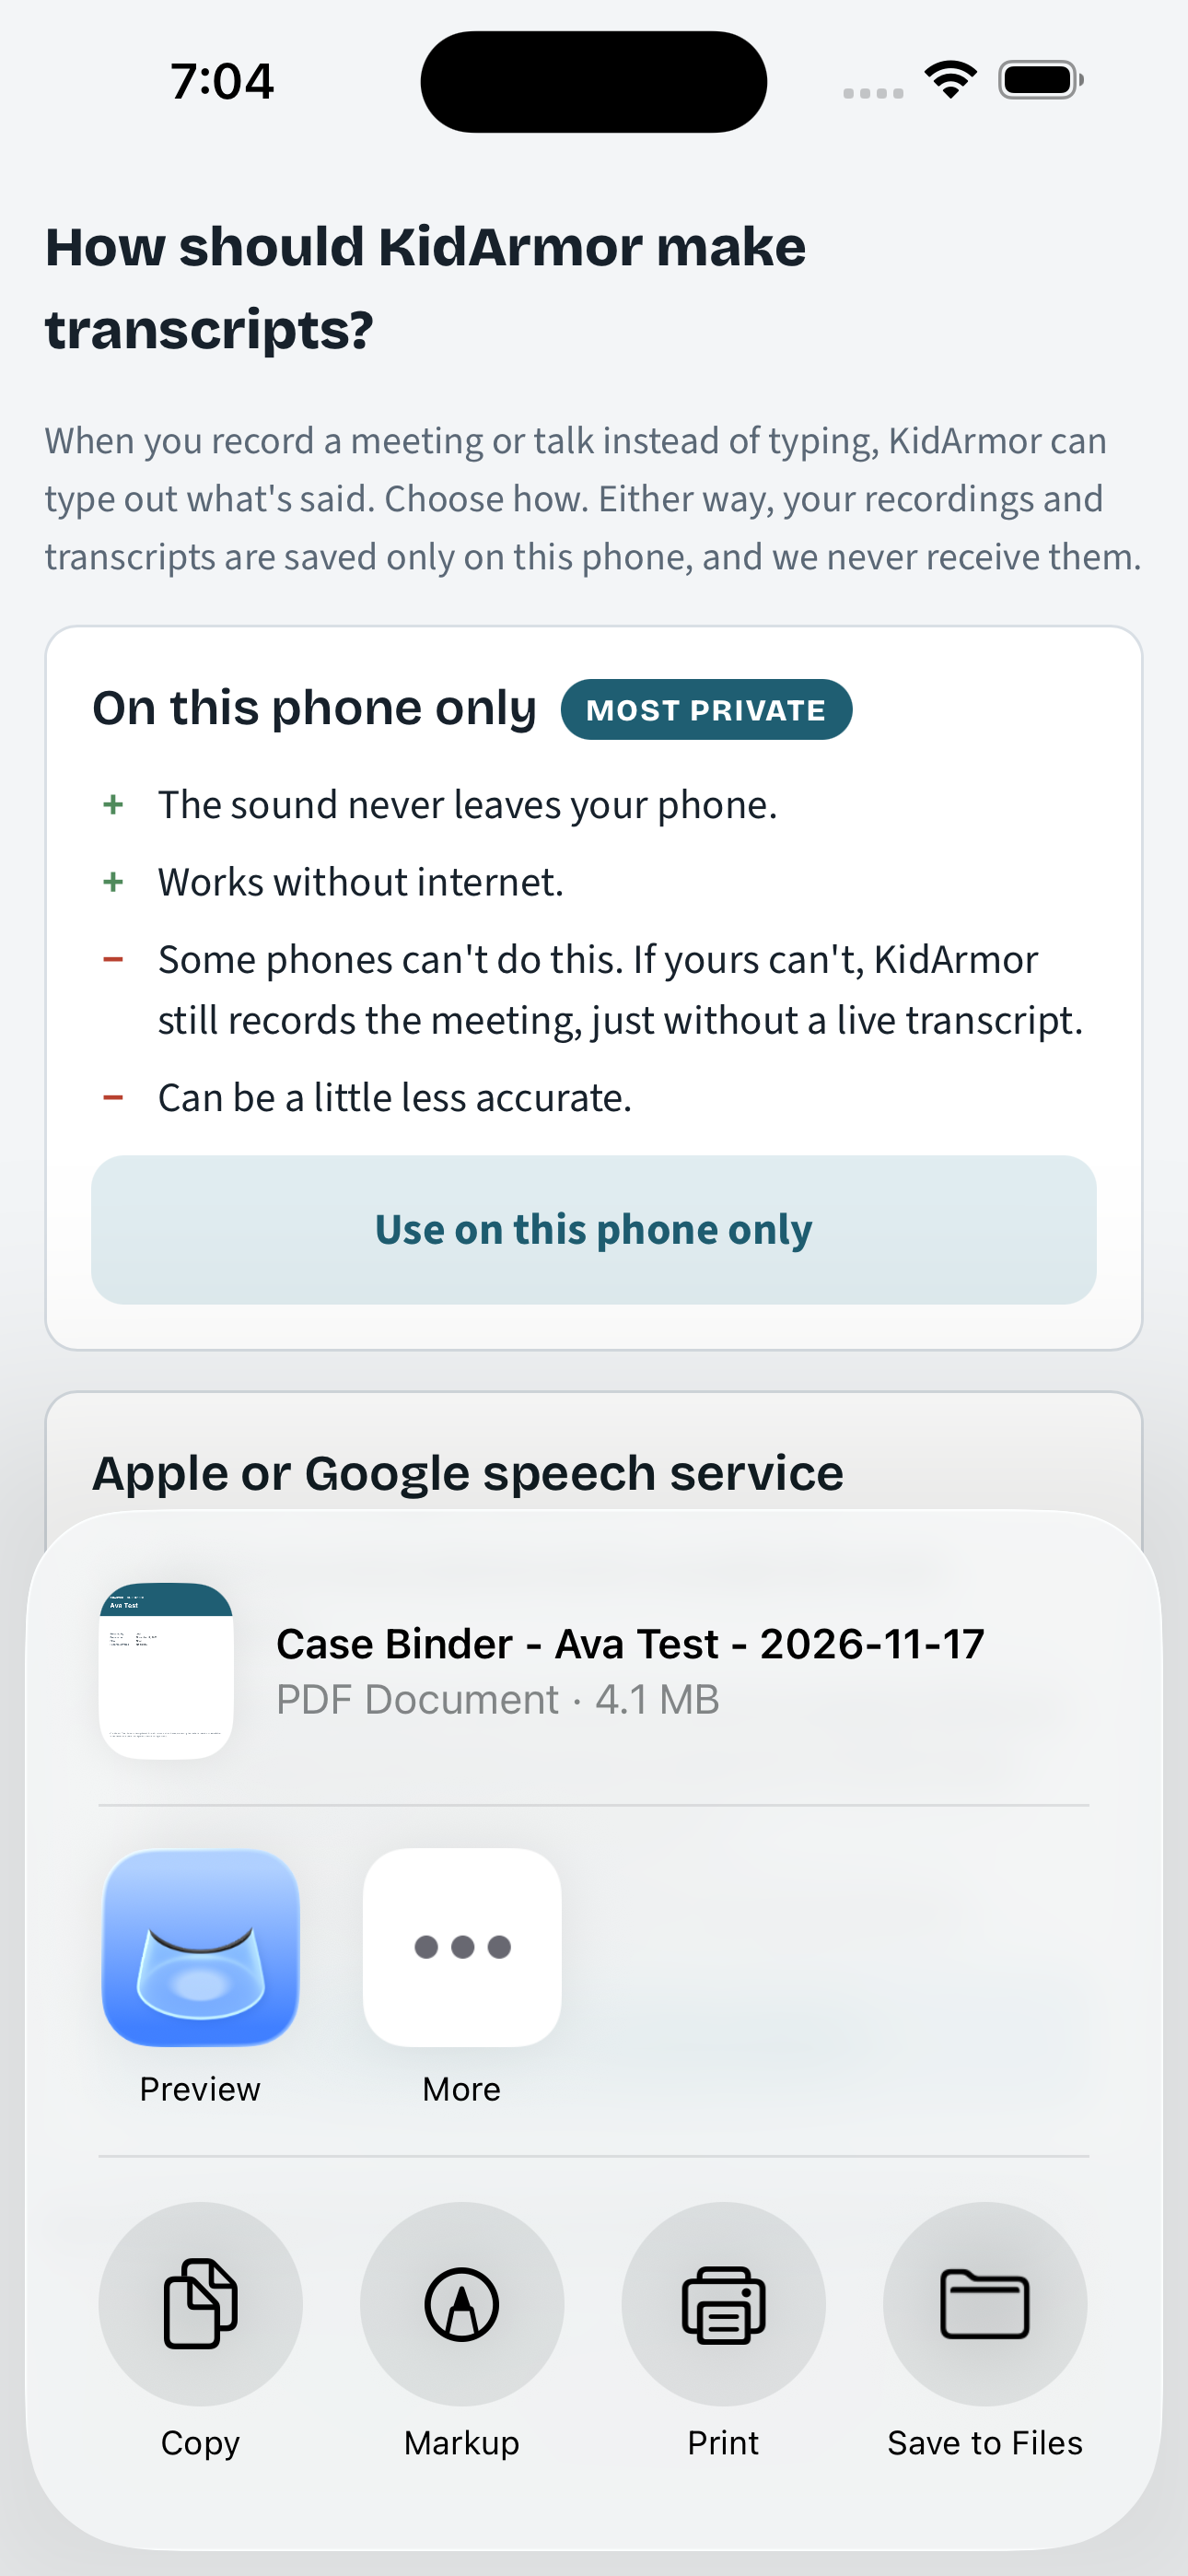 7:04
How should KidArmor make
transcripts?
When you record a meeting or talk instead of typing, KidArmor can
type out what's said. Choose how. Either way, your recordings and
transcripts are saved only on this phone, and we never receive them.
On this phone only MOST PRIVATE
+ The sound never leaves your phone.
+ Works without internet.
− Some phones can't do this. If yours can't, KidArmor
still records the meeting, just without a live transcript.
− Can be a little less accurate.
Use on this phone only
Apple or Google speech service
Ava Test
Case Binder - Ava Test - 2026-11-17
PDF Document · 4.1 MB
Preview More
Copy Markup Print Save to Files